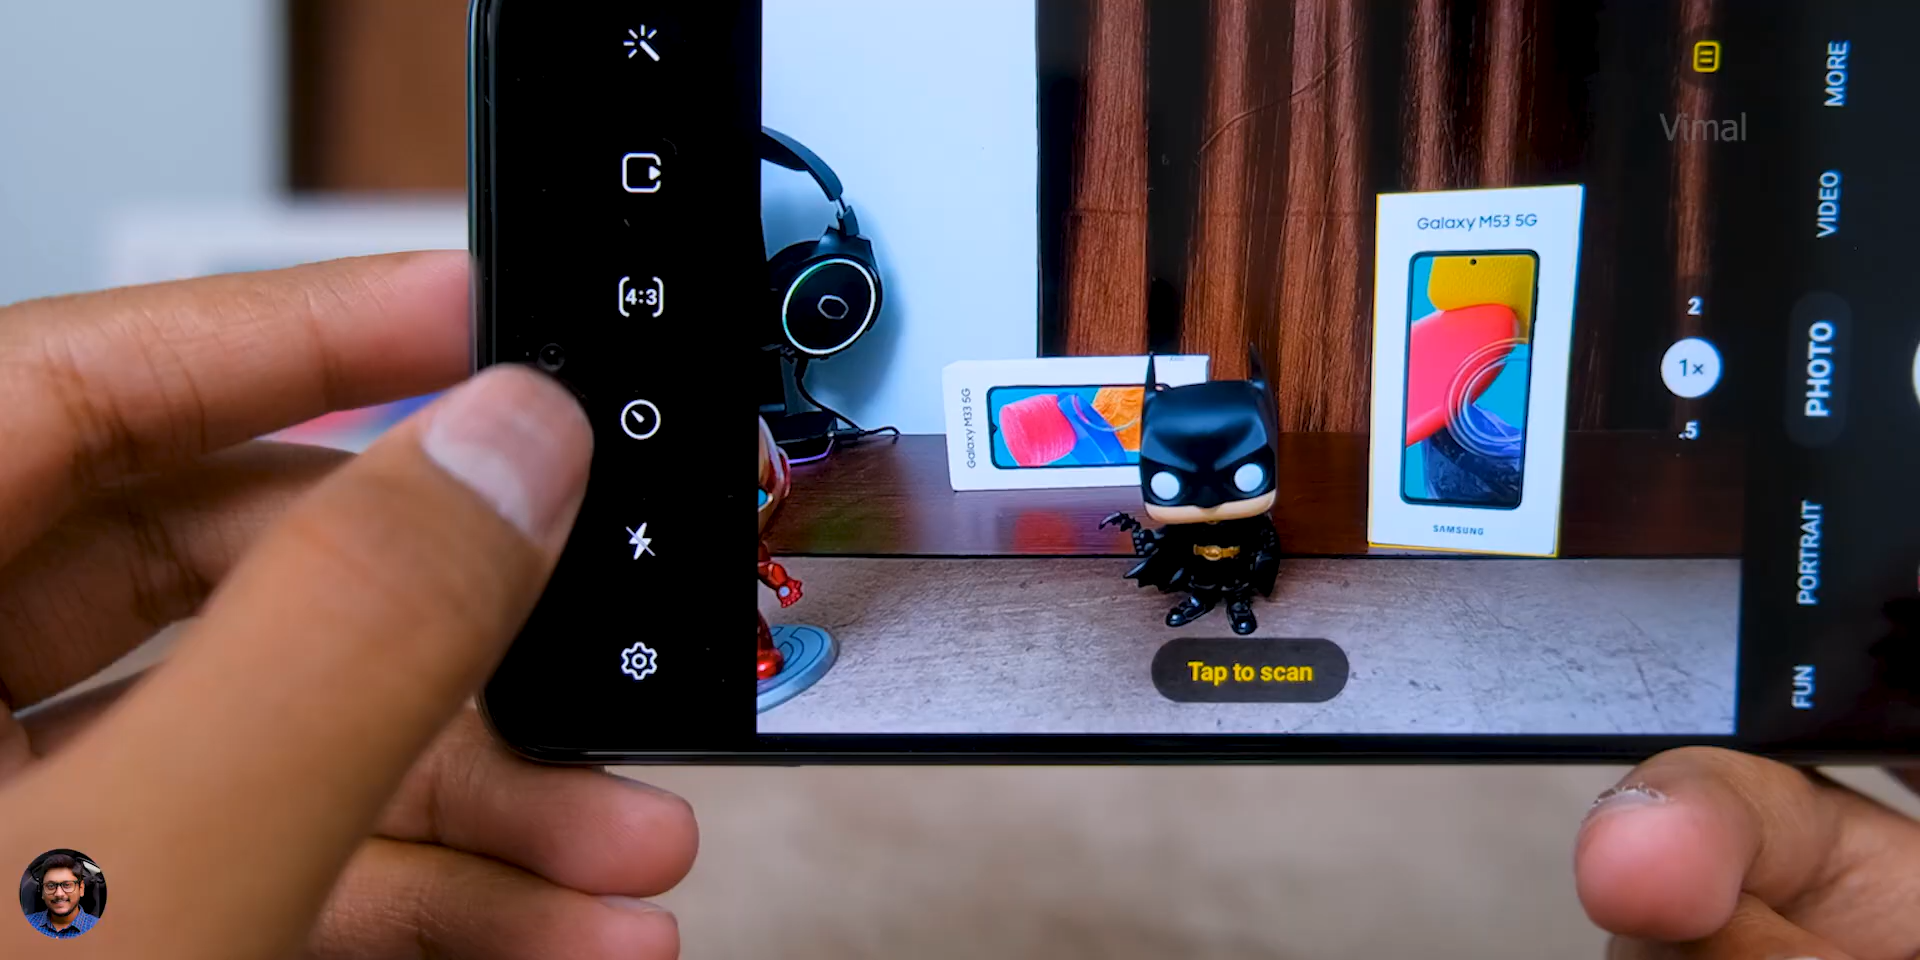 4:3
Galaxy M33 5G
Galaxy M53 5G
SAMSUNG
Tap to scan
2
1×
.5
Vimal
MORE
VIDEO
PHOTO
PORTRAIT
FUN